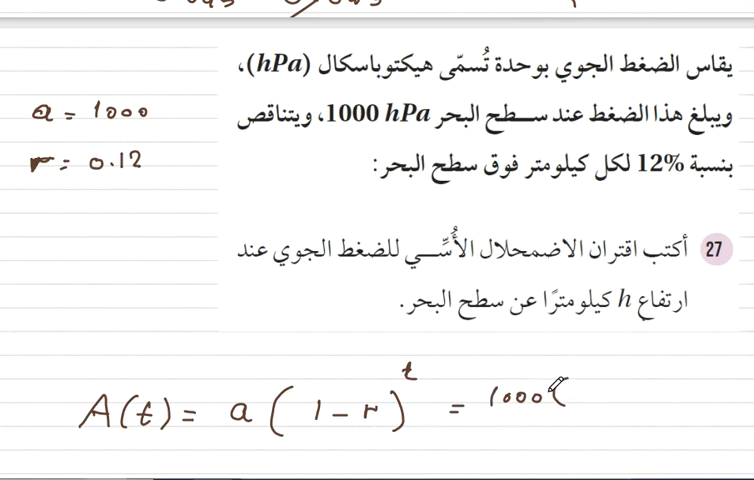 يقاس الضغط الجوي بوحدة تُسمّى هيكتوباسكال (hPa)،
ويبلغ هذا الضغط عند سطح البحر 1000 hPa، ويتناقص
بنسبة 12% لكل كيلومتر فوق سطح البحر:
a = 1000
r = 0.12
27 أكتب اقتران الاضمحلال الأُسِّي للضغط الجوي عند
ارتفاع h كيلومترًا عن سطح البحر.
A(t) = a(1-r)^t = 1000(